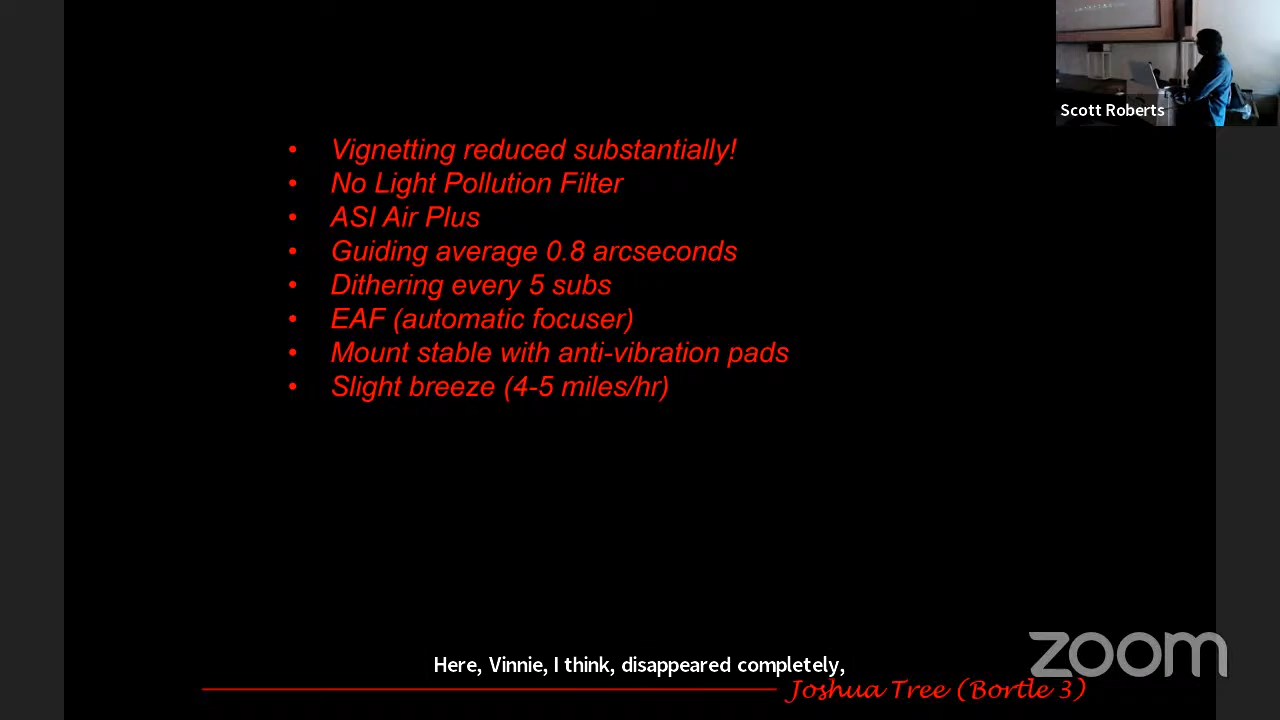 Scott Roberts
• Vignetting reduced substantially!
• No Light Pollution Filter
• ASI Air Plus
• Guiding average 0.8 arcseconds
• Dithering every 5 subs
• EAF (automatic focuser)
• Mount stable with anti-vibration pads
• Slight breeze (4-5 miles/hr)
Here, Vinnie, I think, disappeared completely,
zoom
Joshua Tree (Bortle 3)